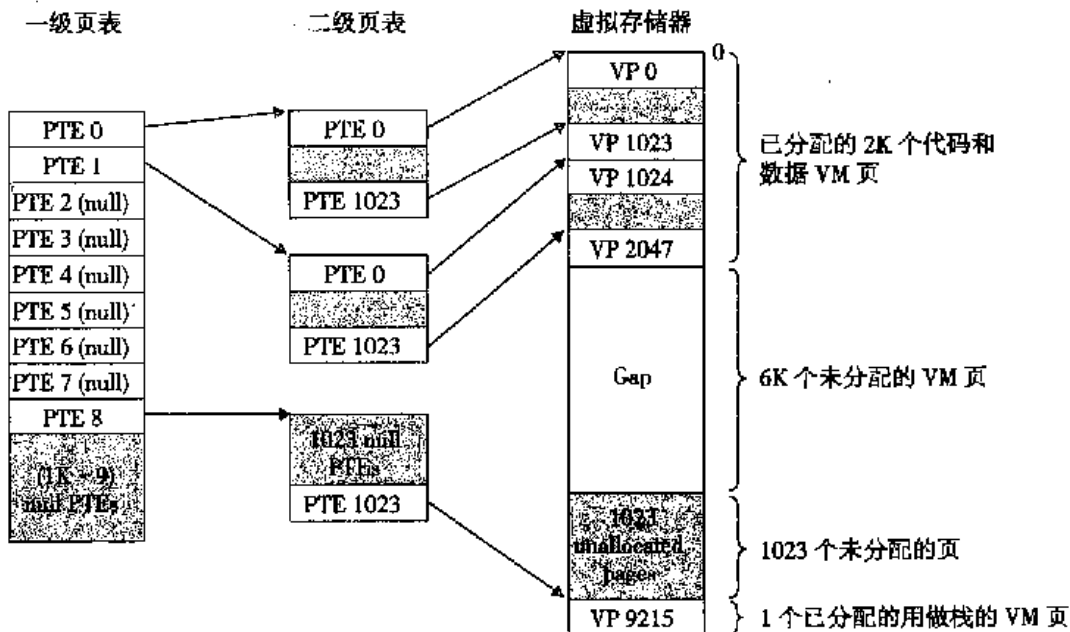 一级页表
PTE 0
PTE 1
PTE 2 (null)
PTE 3 (null)
PTE 4 (null)
PTE 5 (null)
PTE 6 (null)
PTE 7 (null)
PTE 8
(1K - 9)
null PTEs
二级页表
PTE 0
PTE 1023
PTE 0
PTE 1023
1023 null
PTEs
PTE 1023
虚拟存储器
0
VP 0
VP 1023
VP 1024
VP 2047
Gap
1023
unallocated
pages
VP 9215
已分配的 2K 个代码和
数据 VM 页
6K 个未分配的 VM 页
1023 个未分配的页
1 个已分配的用做栈的 VM 页